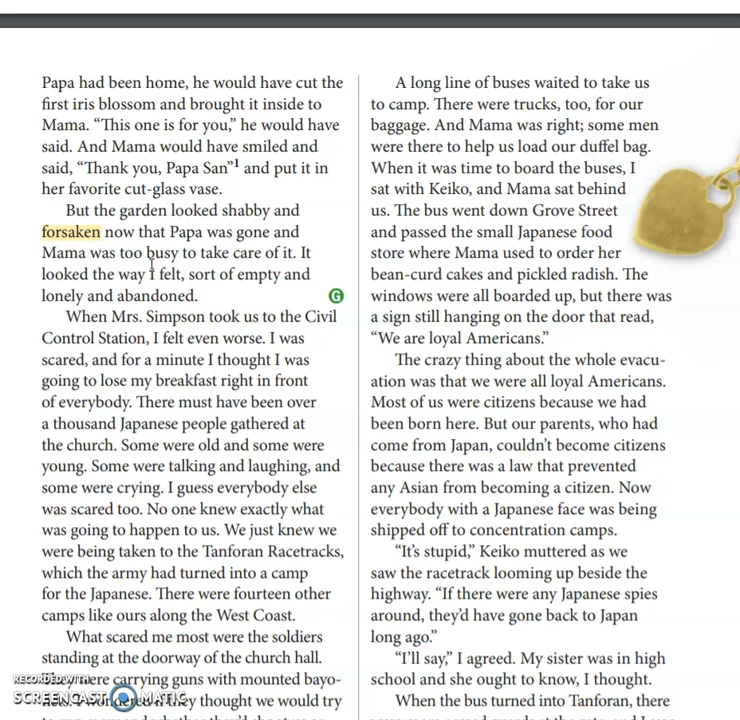 Papa had been home, he would have cut the
first iris blossom and brought it inside to
Mama. “This one is for you,” he would have
said. And Mama would have smiled and
said, “Thank you, Papa San”1 and put it in
her favorite cut-glass vase.
But the garden looked shabby and
forsaken now that Papa was gone and
Mama was too busy to take care of it. It
looked the way I felt, sort of empty and
lonely and abandoned.
G
When Mrs. Simpson took us to the Civil
Control Station, I felt even worse. I was
scared, and for a minute I thought I was
going to lose my breakfast right in front
of everybody. There must have been over
a thousand Japanese people gathered at
the church. Some were old and some were
young. Some were talking and laughing, and
some were crying. I guess everybody else
was scared too. No one knew exactly what
was going to happen to us. We just knew we
were being taken to the Tanforan Racetracks,
which the army had turned into a camp
for the Japanese. There were fourteen other
camps like ours along the West Coast.
What scared me most were the soldiers
standing at the doorway of the church hall.
were carrying guns with mounted bayo-
they thought we would try
A long line of buses waited to take us
to camp. There were trucks, too, for our
baggage. And Mama was right; some men
were there to help us load our duffel bag.
When it was time to board the buses, I
sat with Keiko, and Mama sat behind
us. The bus went down Grove Street
and passed the small Japanese food
store where Mama used to order her
bean-curd cakes and pickled radish. The
windows were all boarded up, but there was
a sign still hanging on the door that read,
“We are loyal Americans.”
The crazy thing about the whole evacu-
ation was that we were all loyal Americans.
Most of us were citizens because we had
been born here. But our parents, who had
come from Japan, couldn’t become citizens
because there was a law that prevented
any Asian from becoming a citizen. Now
everybody with a Japanese face was being
shipped off to concentration camps.
“It’s stupid,” Keiko muttered as we
saw the racetrack looming up beside the
highway. “If there were any Japanese spies
around, they’d have gone back to Japan
long ago.”
“I’ll say,” I agreed. My sister was in high
school and she ought to know, I thought.
When the bus turned into Tanforan, there
RECORDED WITH
SCREENCAST MATIC